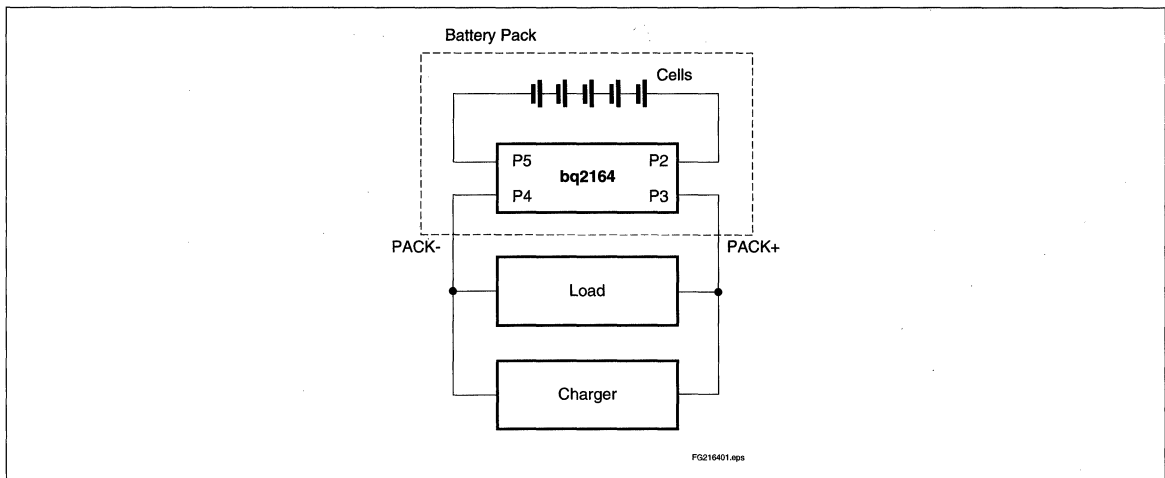 Battery Pack
Cells
P5 P2
bq2164
P4 P3
PACK- PACK+
Load
Charger
FG216401.eps